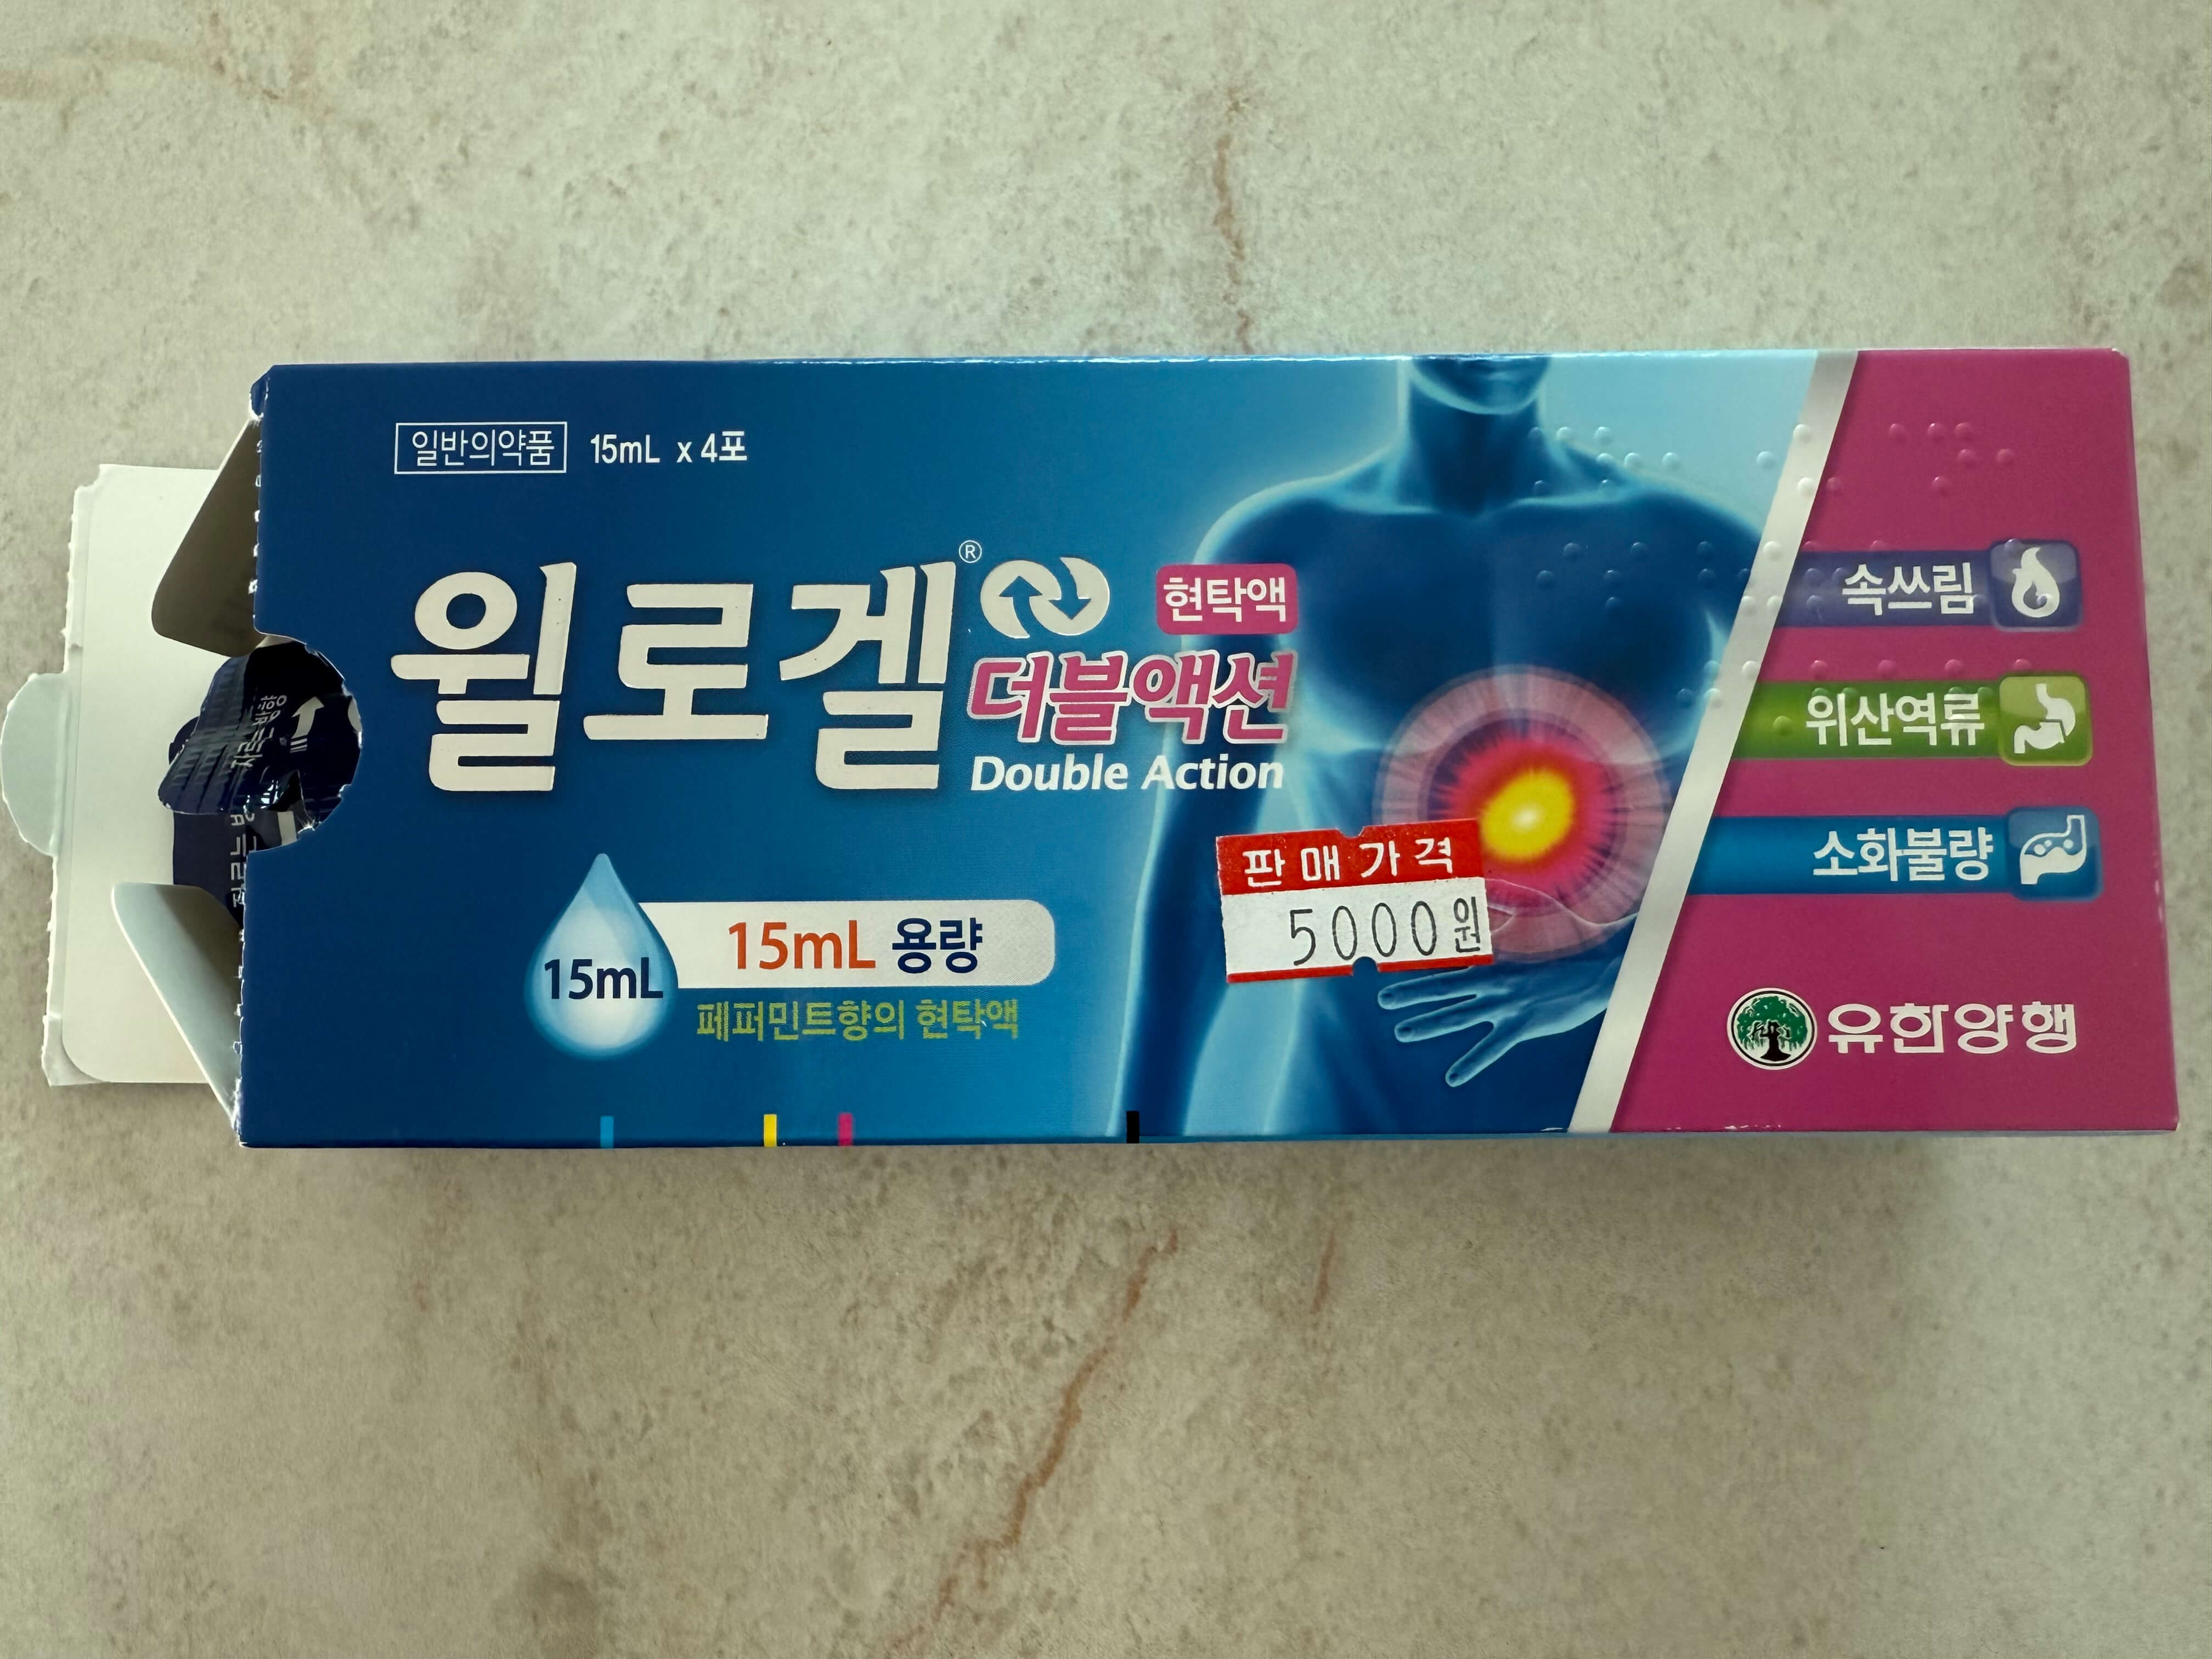 일반의약품 15mL x 4포
윌로겔®
현탁액
더블액션
Double Action
15mL
15mL 용량
페퍼민트향의 현탁액
판매가격
5000원
속쓰림
위산역류
소화불량
유한양행